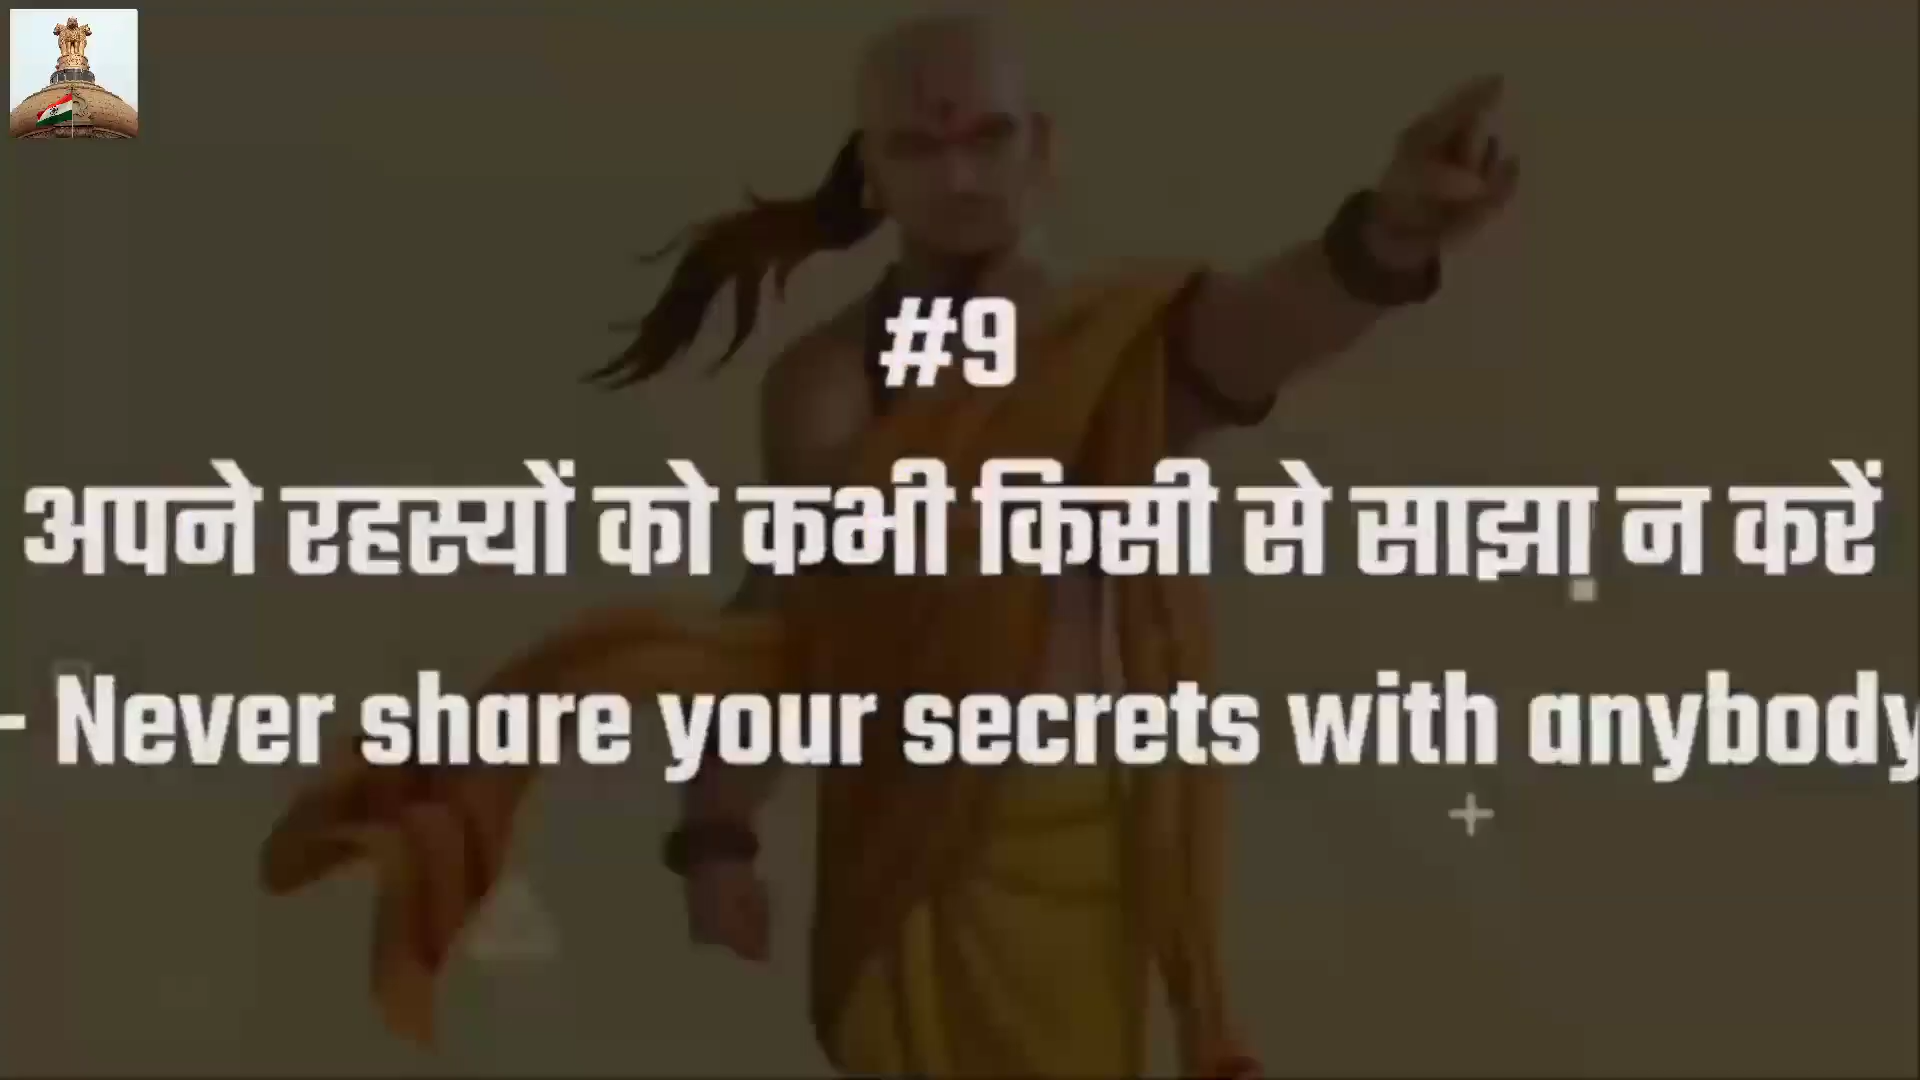 #9
अपने रहस्यों को कभी किसी से साझा न करें
- Never share your secrets with anybody